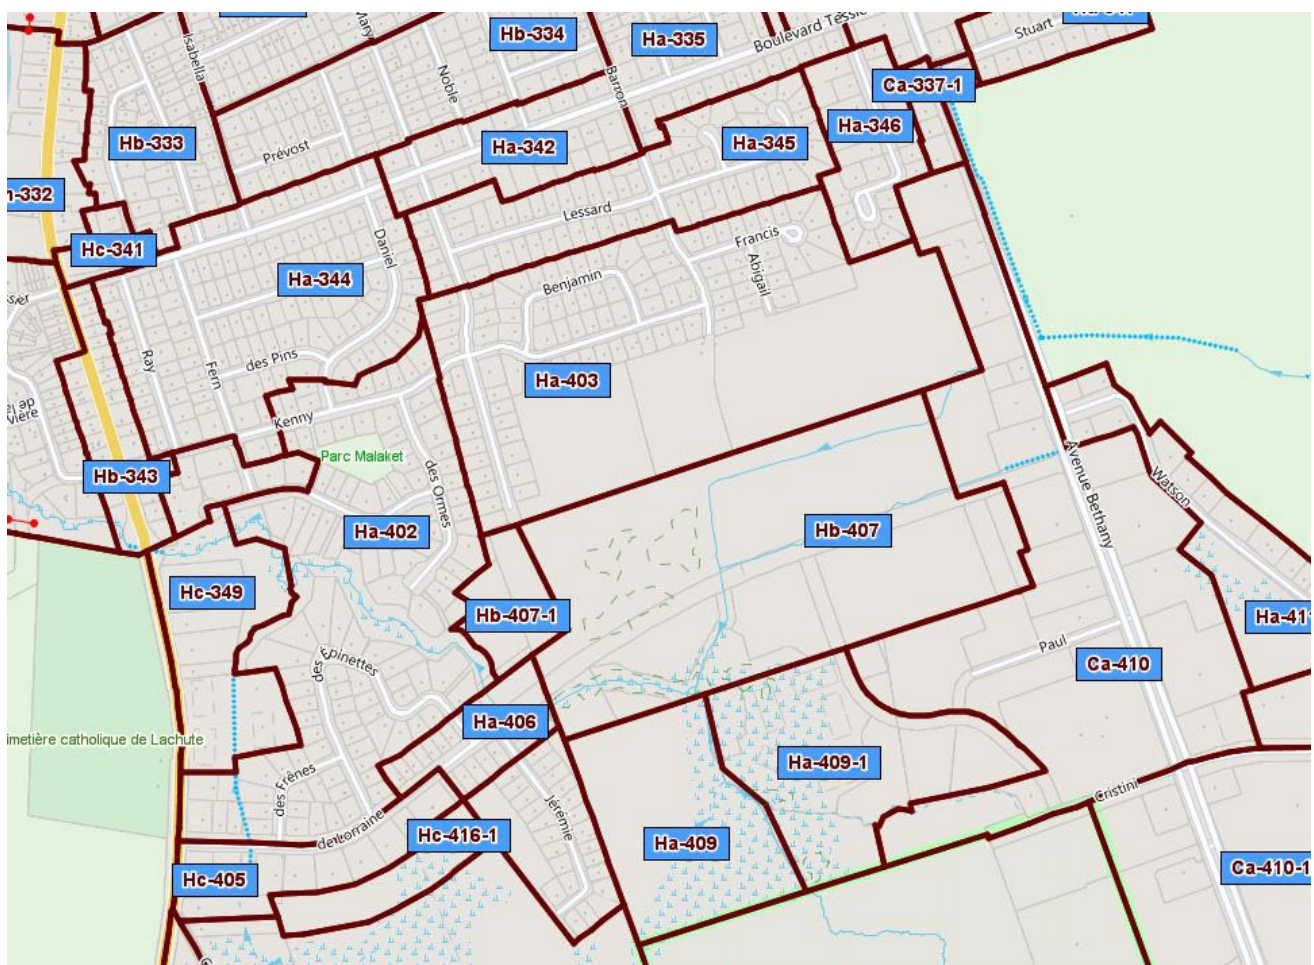 Hb-334
Ha-335
Boulevard Tessie
Stuart
Isabella
Mary
Noble
Barron
Ca-337-1
Hb-333
Ha-342
Ha-345
Ha-346
Prévost
n-332
Lessard
Hc-341
Daniel
Francis
Ha-344
Benjamin
Abigail
Ray
Fern
des Pins
Ha-403
Kenny
Parc Malaket
Hb-343
des Ormes
Avenue Bethany
Watson
Ha-402
Hb-407
Hc-349
Hb-407-1
Ha-411
Paul
Ca-410
des Épinettes
Ha-406
imetière catholique de Lachute
Ha-409-1
des Frênes
Jérémie
Cristini
de Lorraine
Hc-416-1
Ha-409
Hc-405
Ca-410-1